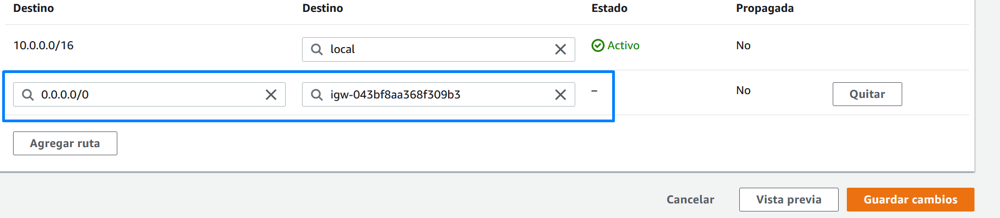 Destino Destino Estado Propagada
10.0.0.0/16 local Activo No
0.0.0.0/0 igw-043bf8aa368f309b3 – No Quitar
Agregar ruta
Cancelar Vista previa Guardar cambios